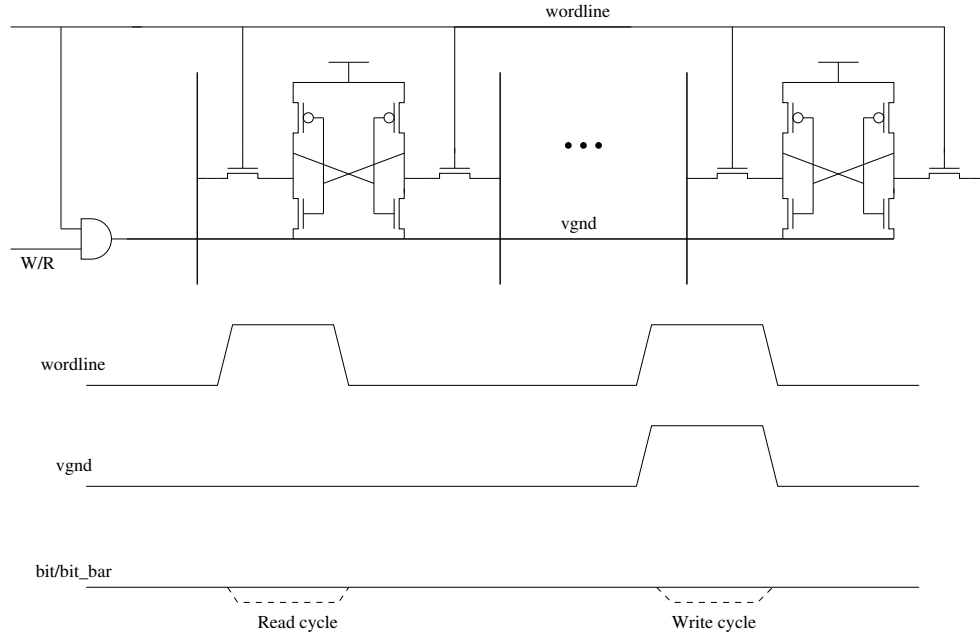 wordline
vgnd
W/R
wordline
vgnd
bit/bit_bar
Read cycle
Write cycle